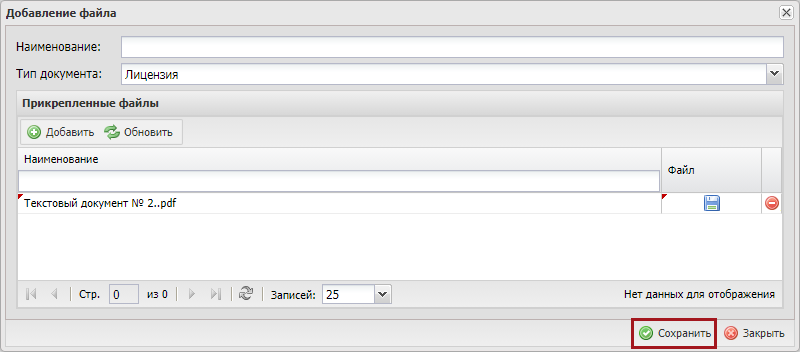 Добавление файла
Наименование:
Тип документа: Лицензия
Прикрепленные файлы
Добавить Обновить
Наименование Файл
Текстовый документ № 2..pdf
Стр. 0 из 0 Записей: 25 Нет данных для отображения
Сохранить Закрыть